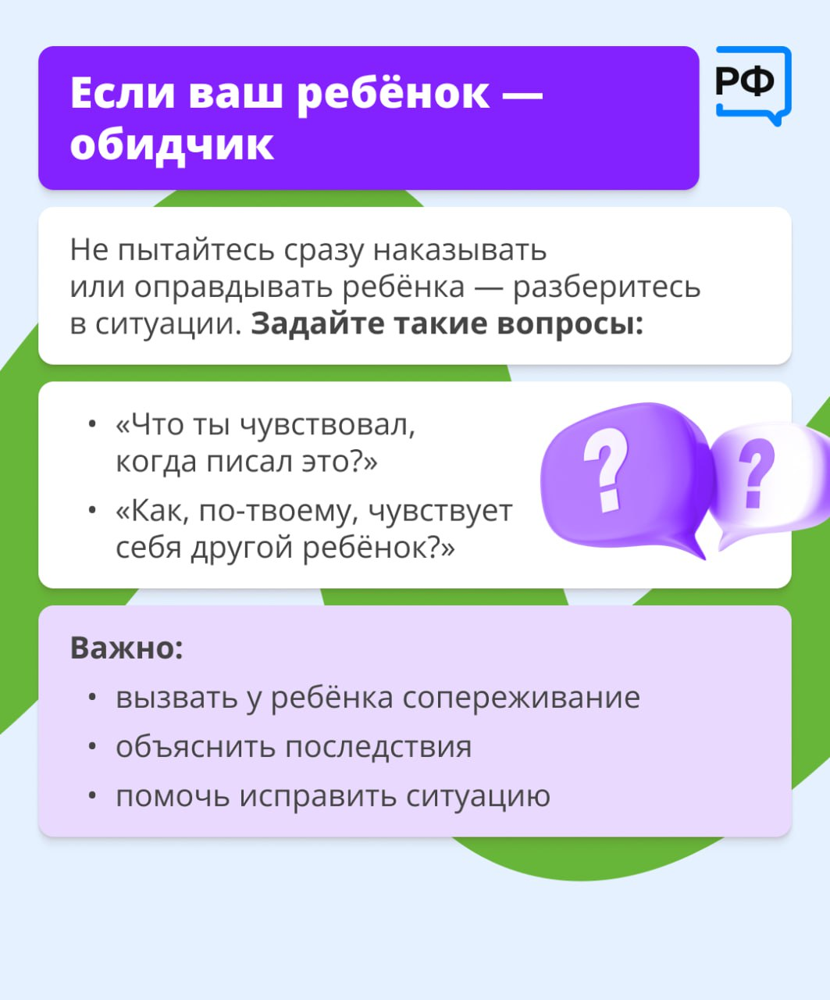 Если ваш ребёнок —
обидчик
РФ
Не пытайтесь сразу наказывать
или оправдывать ребёнка — разберитесь
в ситуации. Задайте такие вопросы:
• «Что ты чувствовал,
когда писал это?»
• «Как, по-твоему, чувствует
себя другой ребёнок?»
? ?
Важно:
• вызвать у ребёнка сопереживание
• объяснить последствия
• помочь исправить ситуацию